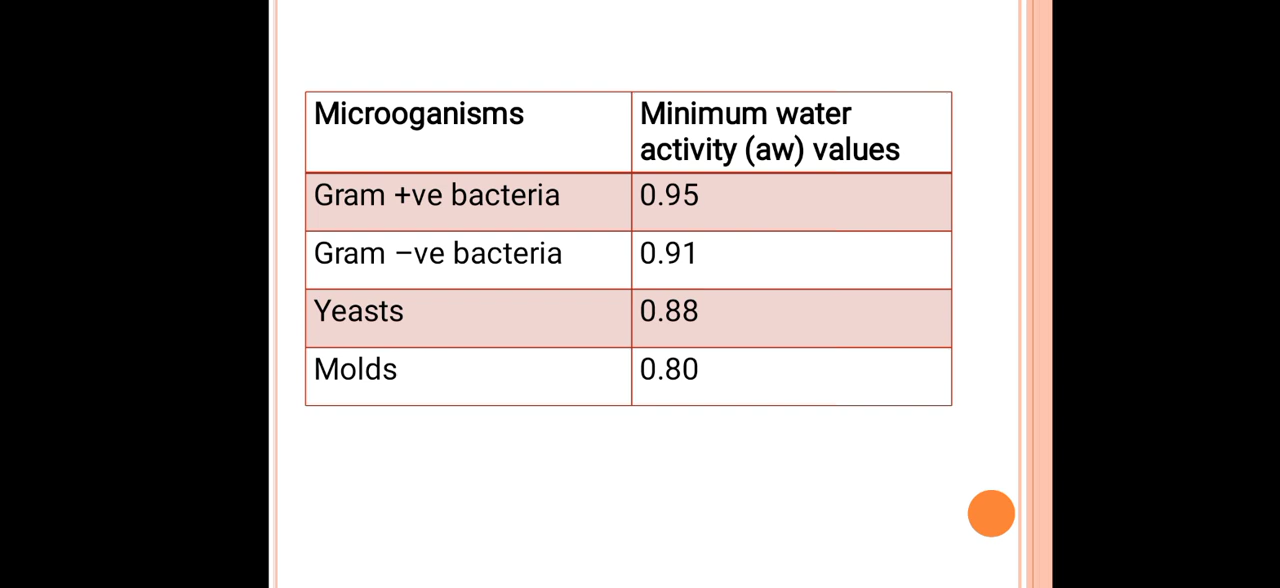 Microoganisms
Minimum water
activity (aw) values
Gram +ve bacteria
0.95
Gram –ve bacteria
0.91
Yeasts
0.88
Molds
0.80